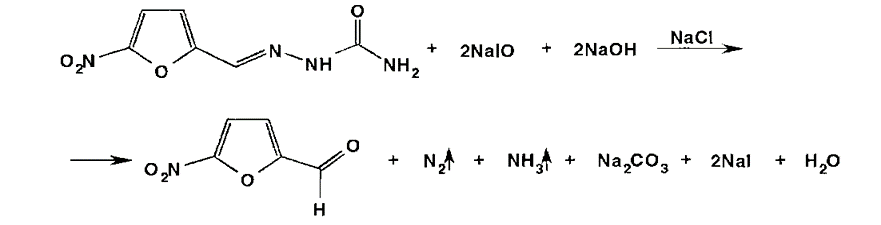 O₂N O N NH O NH₂ + 2NaIO + 2NaOH NaCl
O₂N O O H + N₂ + NH₃ + Na₂CO₃ + 2NaI + H₂O